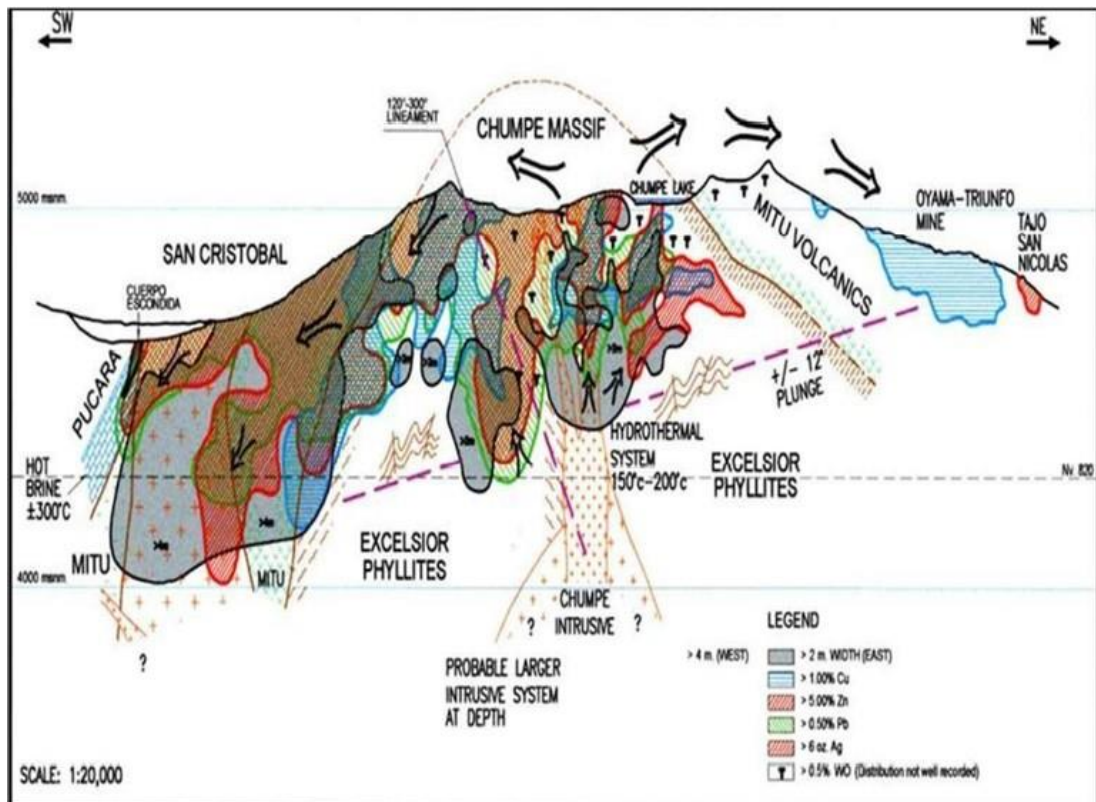 SW
NE
120°-300°
LINEAMENT
CHUMPE MASSIF
CHUMPE LAKE
5000 msnm.
OYAMA-TRIUNFO
MINE
TAJO
SAN
NICOLAS
MITU VOLCANICS
SAN CRISTOBAL
CUERPO
ESCONDIDA
PUCARA
+/- 12°
PLUNGE
HYDROTHERMAL
SYSTEM
150°c-200°c
EXCELSIOR
PHYLLITES
Nv. 820
HOT
BRINE
±300°C
MITU
MITU
EXCELSIOR
PHYLLITES
4000 msnm.
CHUMPE
INTRUSIVE
?
?
?
PROBABLE LARGER
INTRUSIVE SYSTEM
AT DEPTH
LEGEND
> 4 m. (WEST)
> 2 m. WIDTH (EAST)
> 1.00% Cu
> 5.00% Zn
> 0.50% Pb
> 6 oz. Ag
> 0.5% WO (Distribution not well recorded)
SCALE: 1:20,000